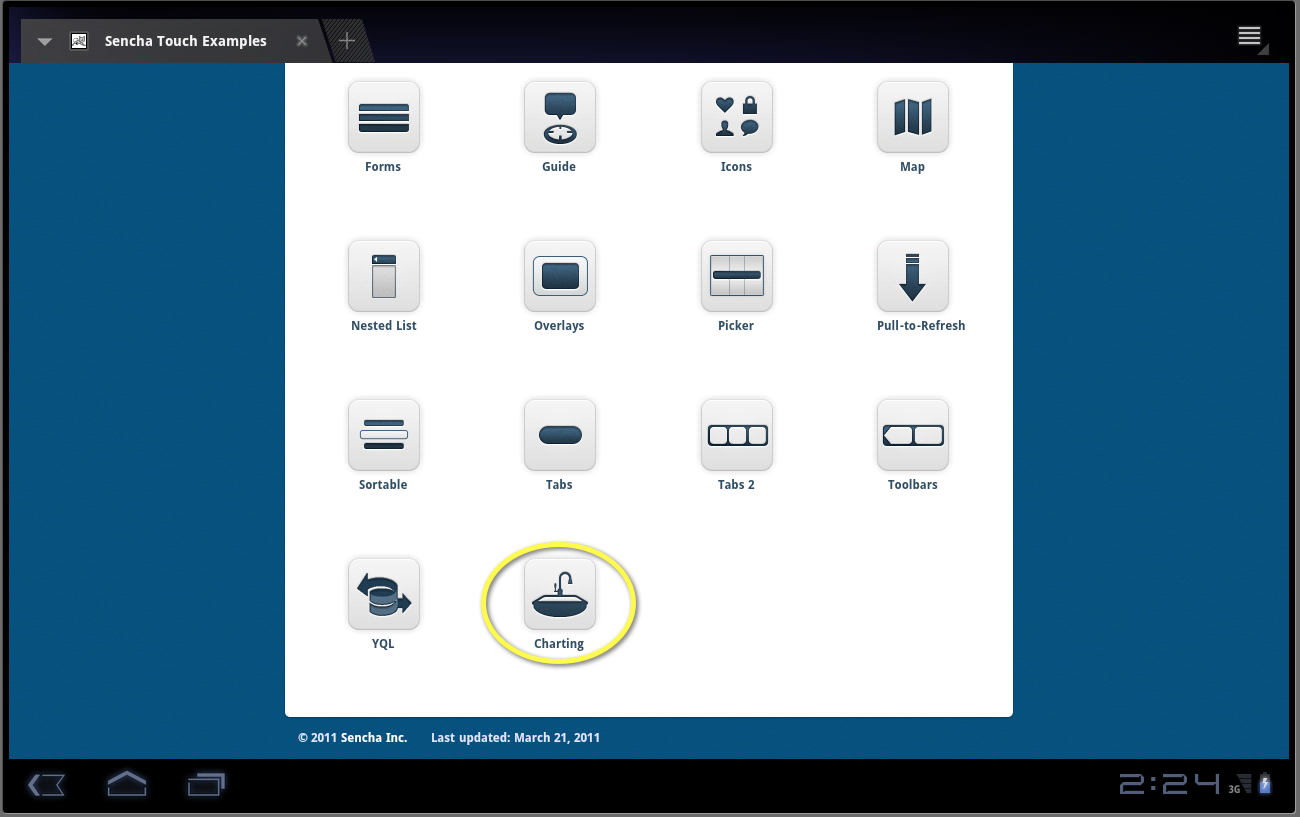 Sencha Touch Examples
Forms
Guide
Icons
Map
Nested List
Overlays
Picker
Pull-to-Refresh
Sortable
Tabs
Tabs 2
Toolbars
YQL
Charting
© 2011 Sencha Inc. Last updated: March 21, 2011
2:24 3G